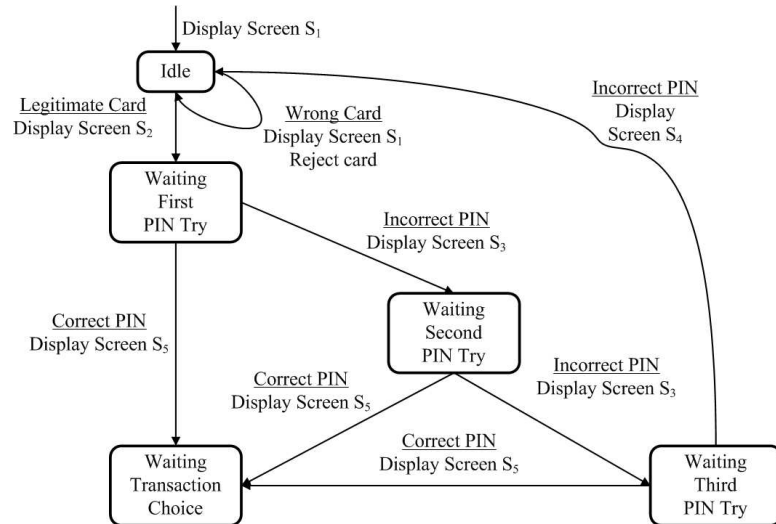 Display Screen S₁
Idle
Legitimate Card
Display Screen S₂
Wrong Card
Display Screen S₁
Reject card
Incorrect PIN
Display
Screen S₄
Waiting
First
PIN Try
Incorrect PIN
Display Screen S₃
Waiting
Second
PIN Try
Correct PIN
Display Screen S₅
Correct PIN
Display Screen S₅
Incorrect PIN
Display Screen S₃
Correct PIN
Display Screen S₅
Waiting
Transaction
Choice
Waiting
Third
PIN Try